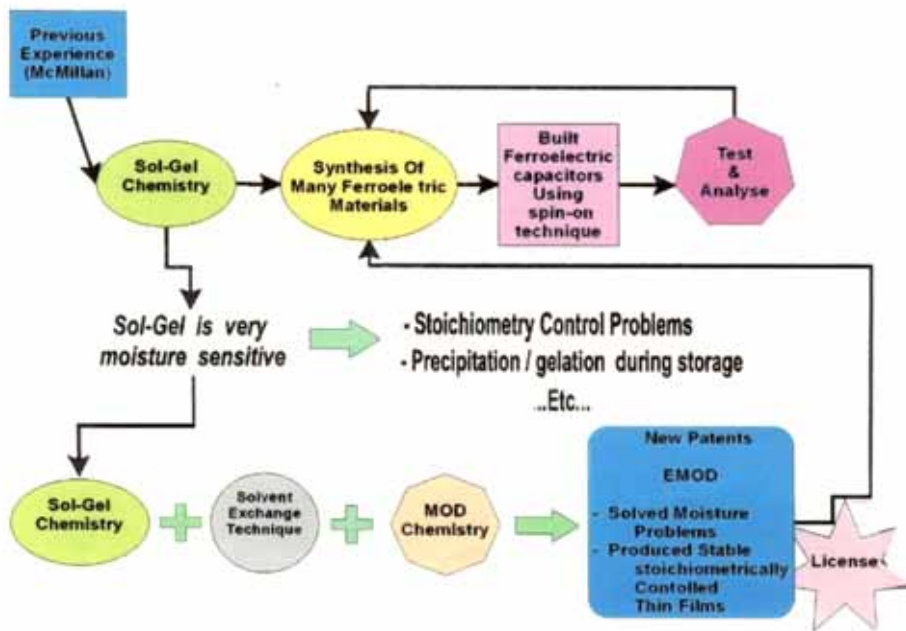 Previous
Experience
(McMillan)
Sol-Gel
Chemistry
Synthesis Of
Many Ferroele tric
Materials
Built
Ferroelectric
capacitors
Using
spin-on
technique
Test
&
Analyse
Sol-Gel is very
moisture sensitive
- Stoichiometry Control Problems
- Precipitation / gelation during storage
...Etc...
Sol-Gel
Chemistry
+
Solvent
Exchange
Technique
+
MOD
Chemistry
New Patents
EMOD
- Solved Moisture
Problems
- Produced Stable
stoichiometrically
Contolled
Thin Films
License